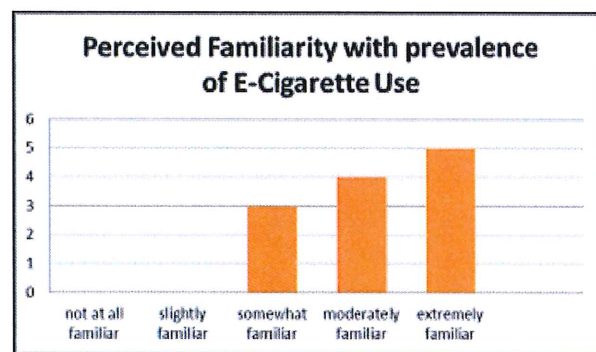 Perceived Familiarity with prevalence
of E-Cigarette Use
6
5
4
3
2
1
0
not at all familiar
slightly familiar
somewhat familiar
moderately familiar
extremely familiar